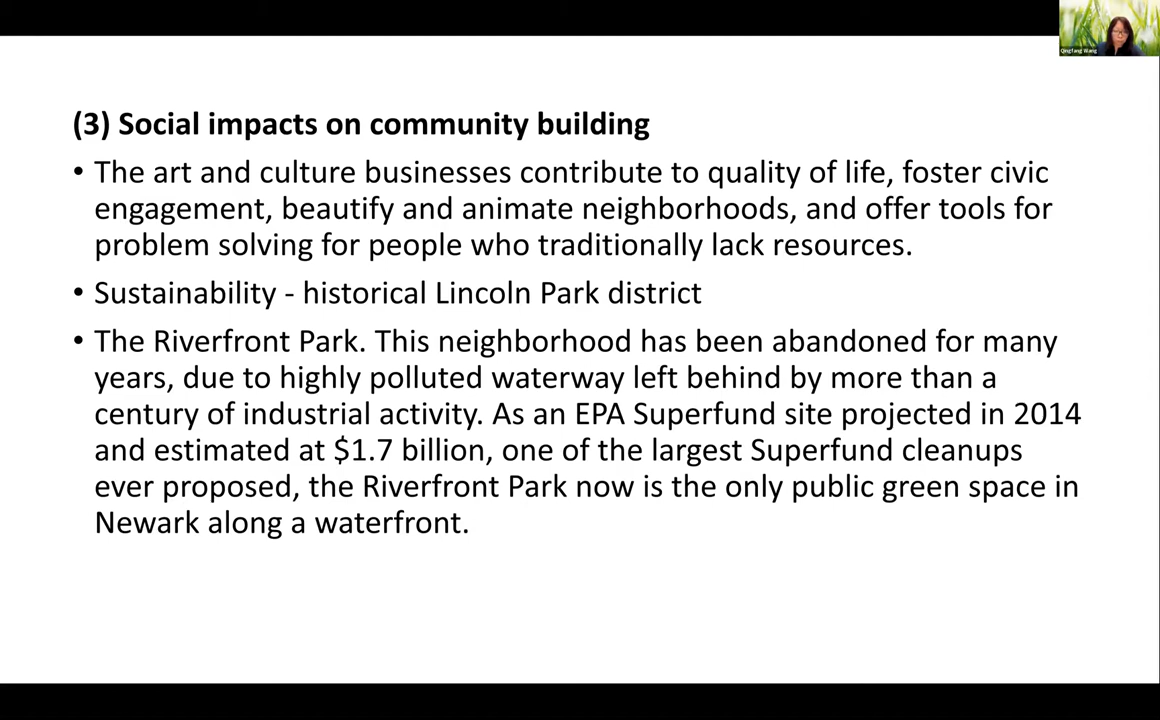 Qingfang Wang
(3) Social impacts on community building
• The art and culture businesses contribute to quality of life, foster civic
engagement, beautify and animate neighborhoods, and offer tools for
problem solving for people who traditionally lack resources.
• Sustainability - historical Lincoln Park district
• The Riverfront Park. This neighborhood has been abandoned for many
years, due to highly polluted waterway left behind by more than a
century of industrial activity. As an EPA Superfund site projected in 2014
and estimated at $1.7 billion, one of the largest Superfund cleanups
ever proposed, the Riverfront Park now is the only public green space in
Newark along a waterfront.